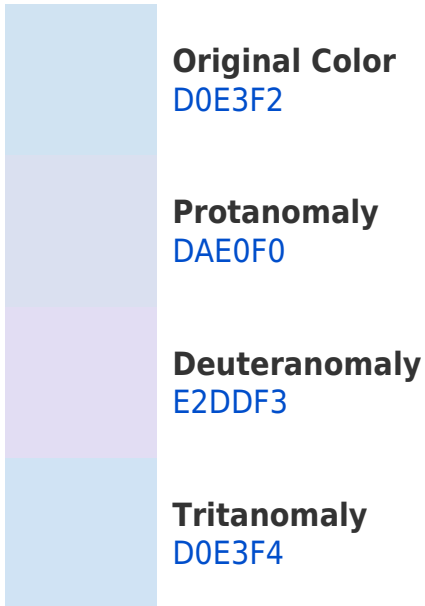 Original Color
D0E3F2
Protanomaly
DAE0F0
Deuteranomaly
E2DDF3
Tritanomaly
D0E3F4